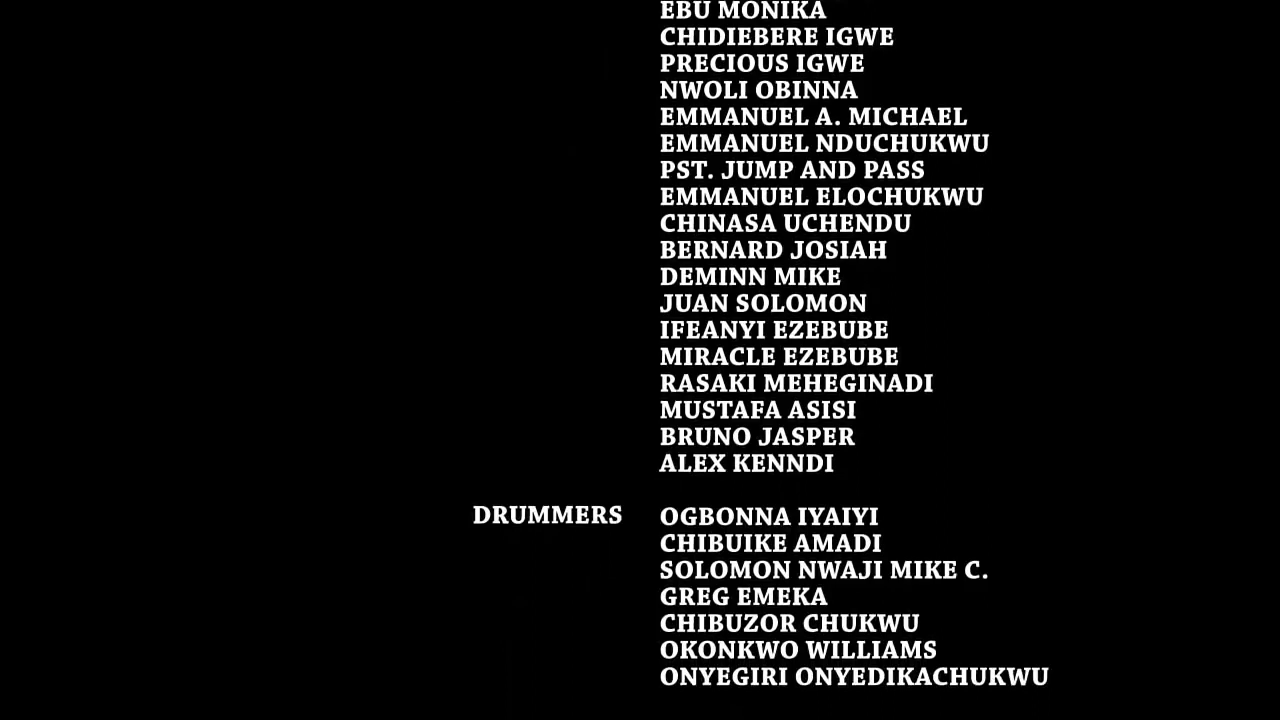 EBU MONIKA
CHIDIEBERE IGWE
PRECIOUS IGWE
NWOLI OBINNA
EMMANUEL A. MICHAEL
EMMANUEL NDUCHUKWU
PST. JUMP AND PASS
EMMANUEL ELOCHUKWU
CHINASA UCHENDU
BERNARD JOSIAH
DEMINN MIKE
JUAN SOLOMON
IFEANYI EZEBUBE
MIRACLE EZEBUBE
RASAKI MEHEGINADI
MUSTAFA ASISI
BRUNO JASPER
ALEX KENNDI
DRUMMERS OGBONNA IYAIYI
CHIBUIKE AMADI
SOLOMON NWAJI MIKE C.
GREG EMEKA
CHIBUZOR CHUKWU
OKONKWO WILLIAMS
ONYEGIRI ONYEDIKACHUKWU